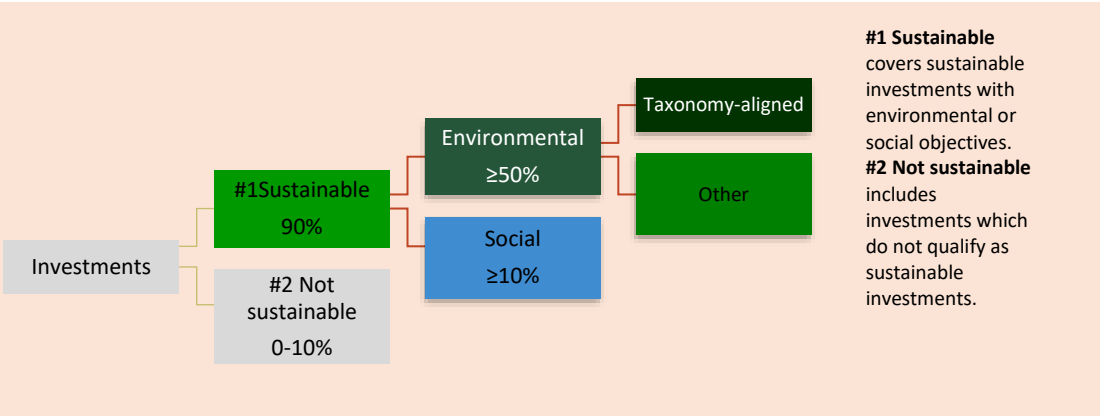 Investments
#1Sustainable
90%
#2 Not
sustainable
0-10%
Environmental
≥50%
Social
≥10%
Taxonomy-aligned
Other
#1 Sustainable
covers sustainable
investments with
environmental or
social objectives.
#2 Not sustainable
includes
investments which
do not qualify as
sustainable
investments.